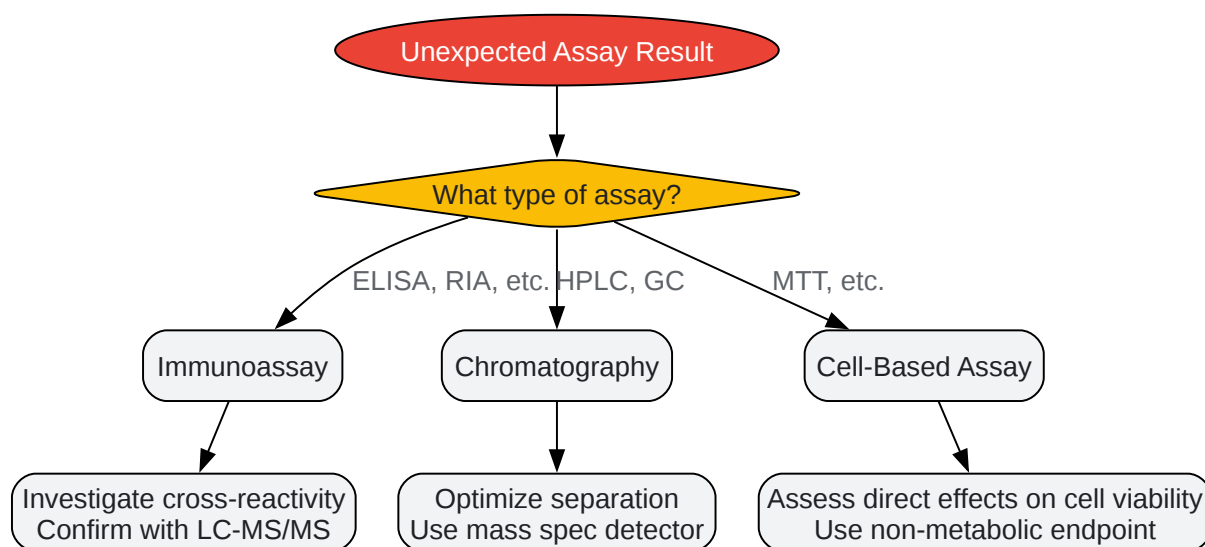 Unexpected Assay Result
What type of assay?
ELISA, RIA, etc.
HPLC, GC
MTT, etc.
Immunoassay
Chromatography
Cell-Based Assay
Investigate cross-reactivity
Confirm with LC-MS/MS
Optimize separation
Use mass spec detector
Assess direct effects on cell viability
Use non-metabolic endpoint